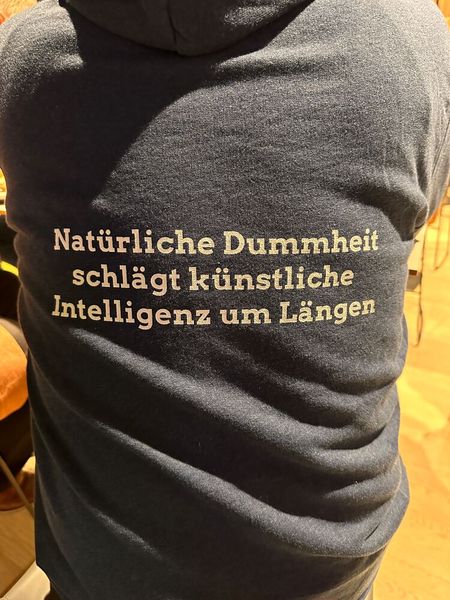 Natürliche Dummheit
schlägt künstliche
Intelligenz um Längen